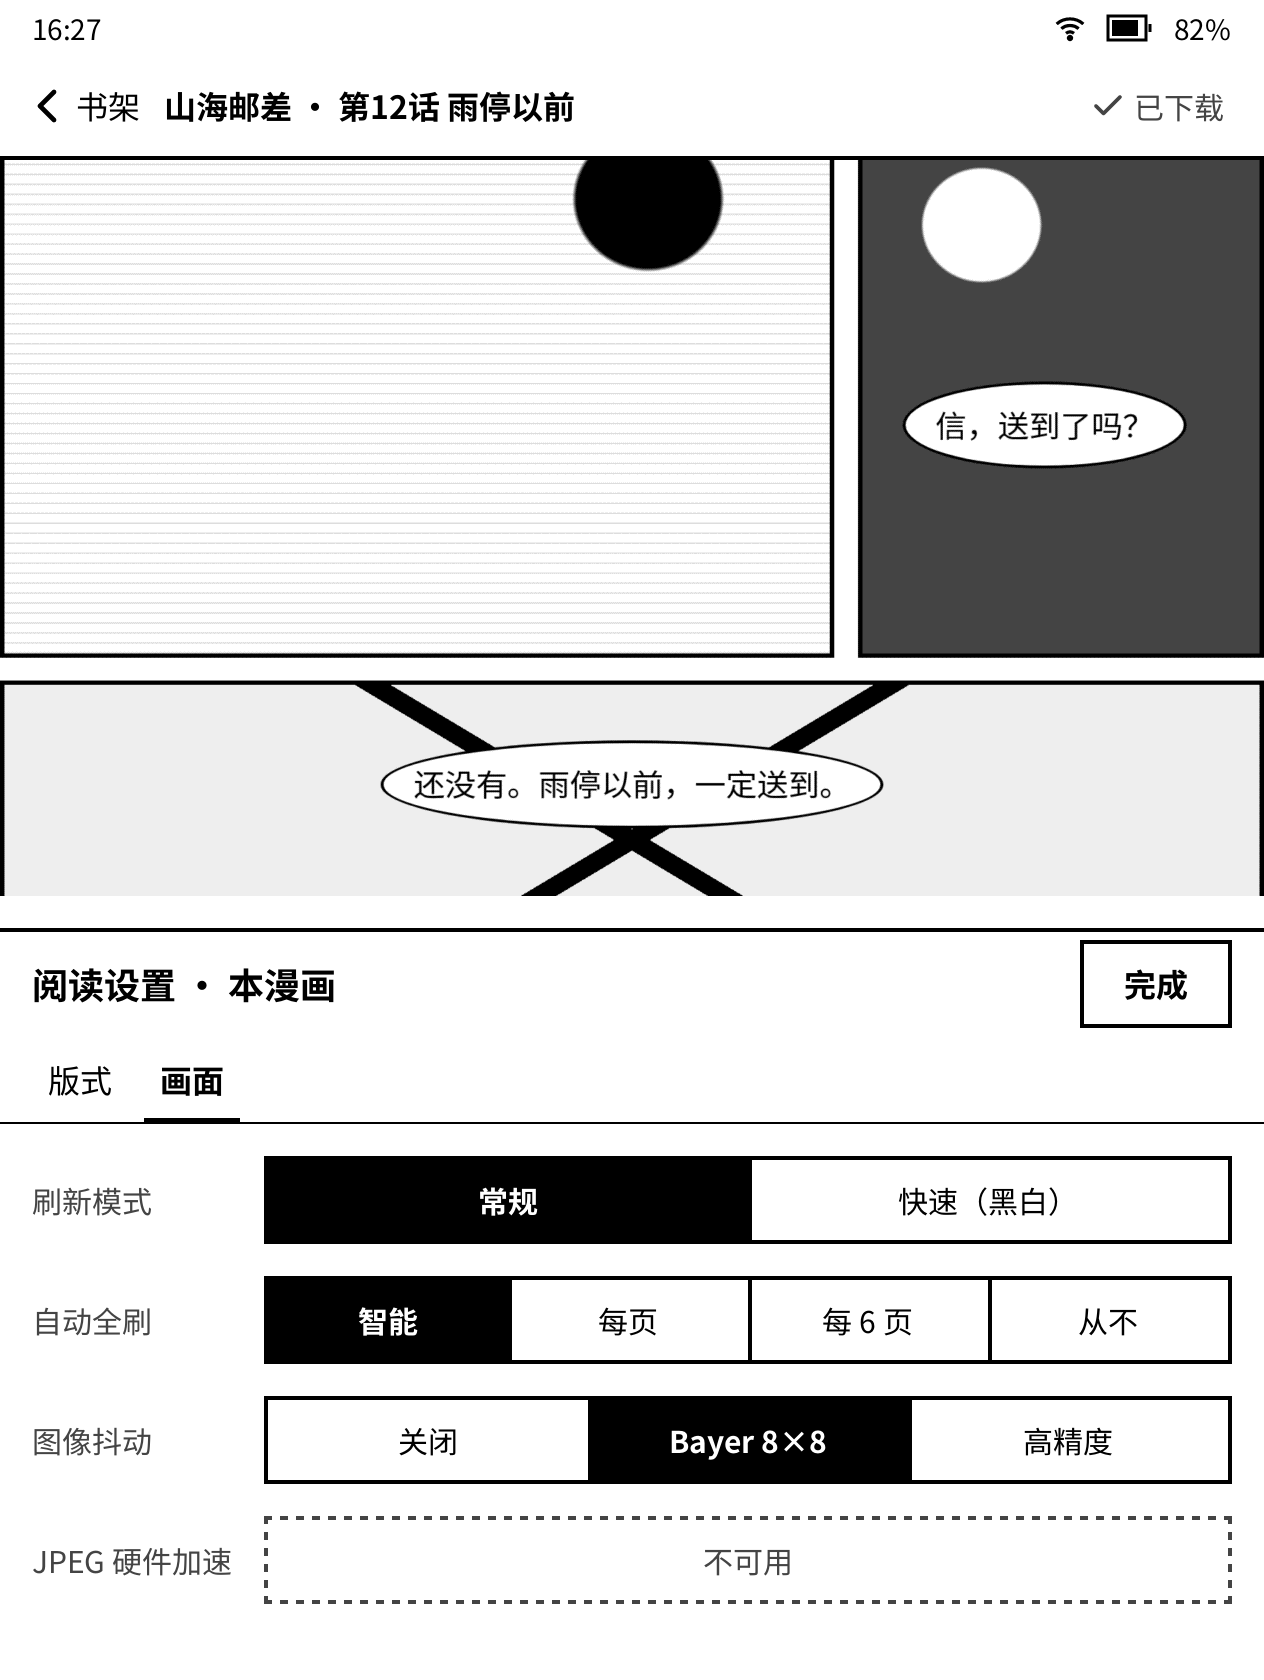 16:27 82%
书架 山海邮差 · 第12话 雨停以前 已下载
信，送到了吗？
还没有。雨停以前，一定送到。
阅读设置 · 本漫画 完成
版式 画面
刷新模式 常规 快速（黑白）
自动全刷 智能 每页 每 6 页 从不
图像抖动 关闭 Bayer 8×8 高精度
JPEG 硬件加速 不可用